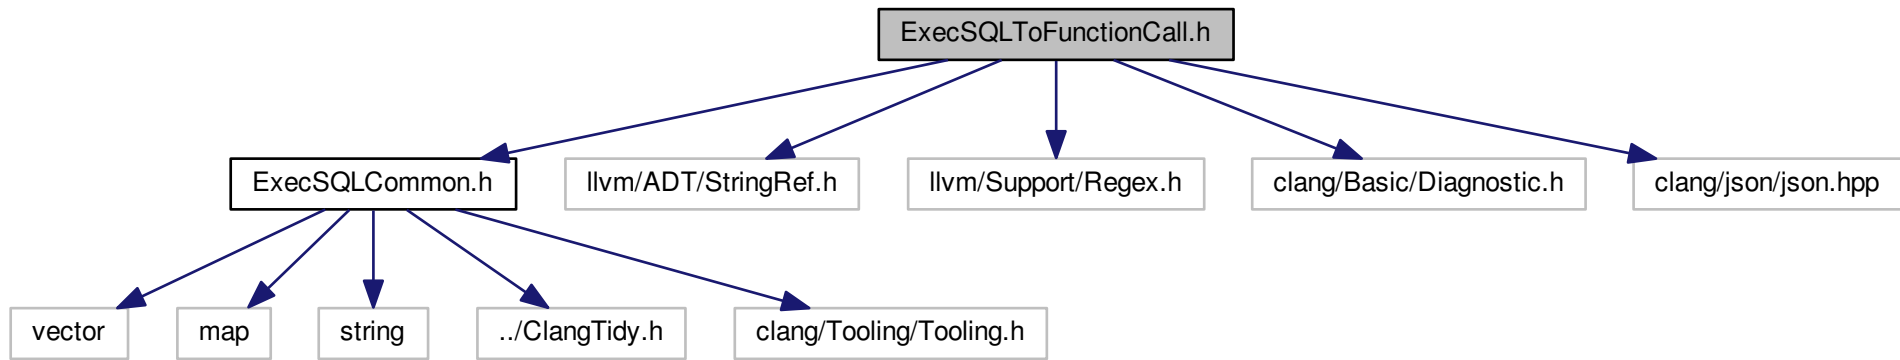 ExecSQLToFunctionCall.h
ExecSQLCommon.h
llvm/ADT/StringRef.h
llvm/Support/Regex.h
clang/Basic/Diagnostic.h
clang/json/json.hpp
vector
map
string
../ClangTidy.h
clang/Tooling/Tooling.h